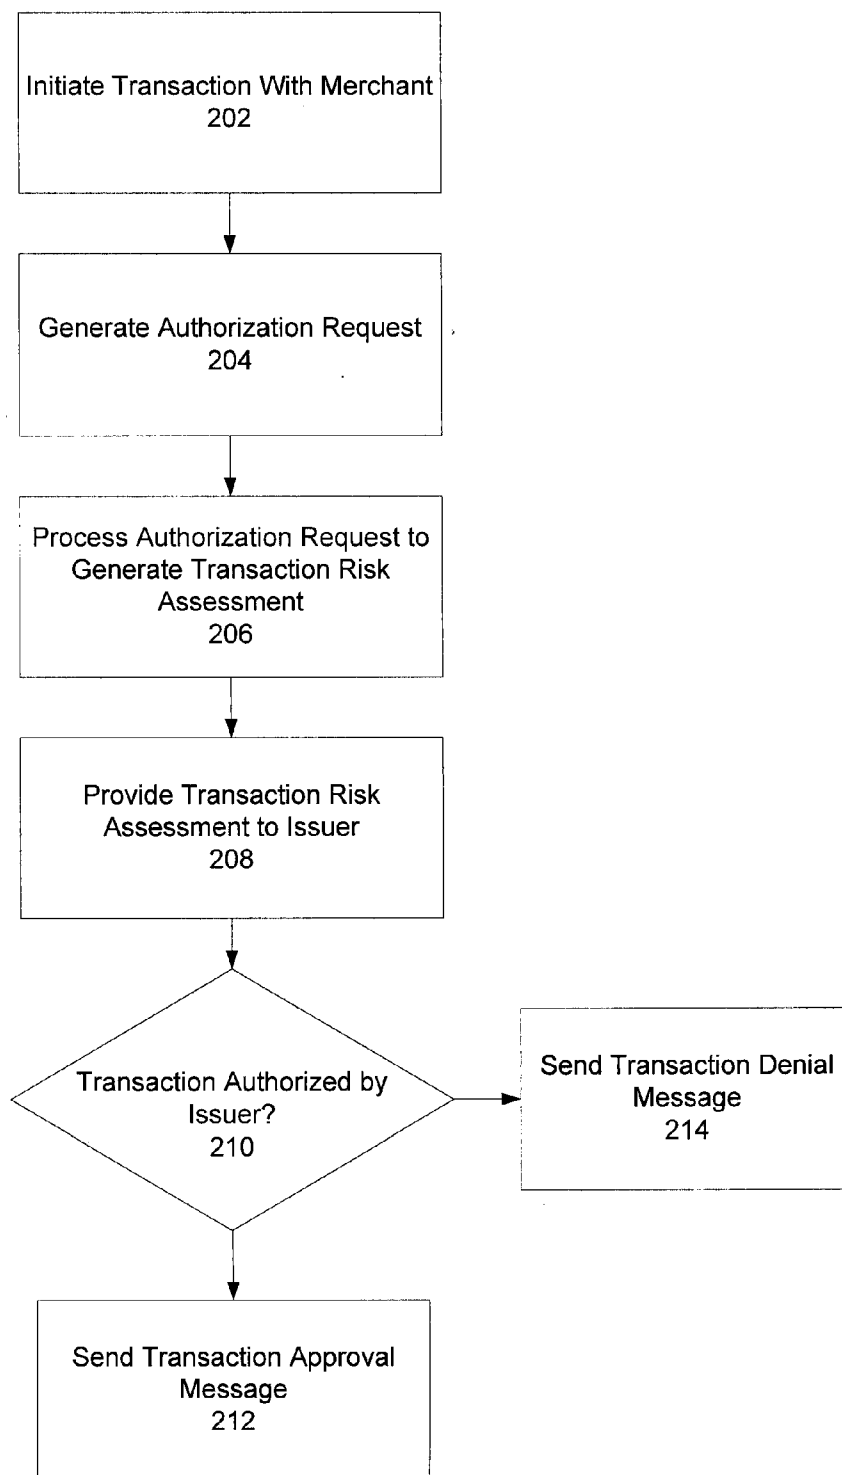 Initiate Transaction With Merchant
202
Generate Authorization Request
204
Process Authorization Request to
Generate Transaction Risk
Assessment
206
Provide Transaction Risk
Assessment to Issuer
208
Transaction Authorized by
Issuer?
210
Send Transaction Denial
Message
214
Send Transaction Approval
Message
212